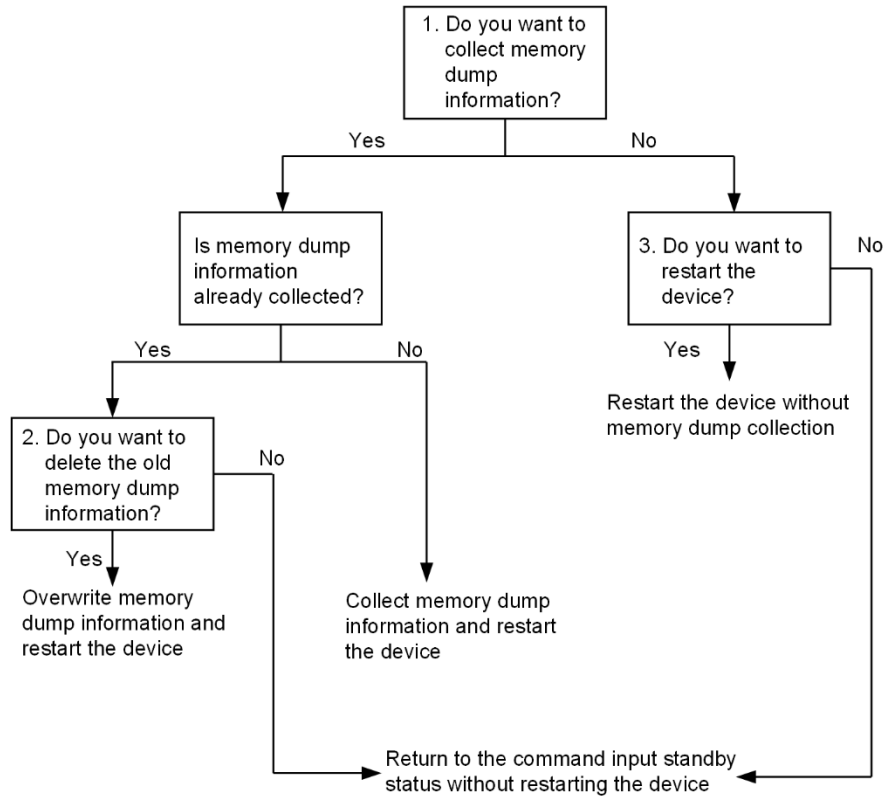 1. Do you want to
collect memory
dump
information?
Yes
No
Is memory dump
information
already collected?
3. Do you want to
restart the
device?
No
Yes
No
Yes
Restart the device without
memory dump collection
2. Do you want to
delete the old
memory dump
information?
No
Yes
Overwrite memory
dump information and
restart the device
Collect memory dump
information and restart
the device
Return to the command input standby
status without restarting the device